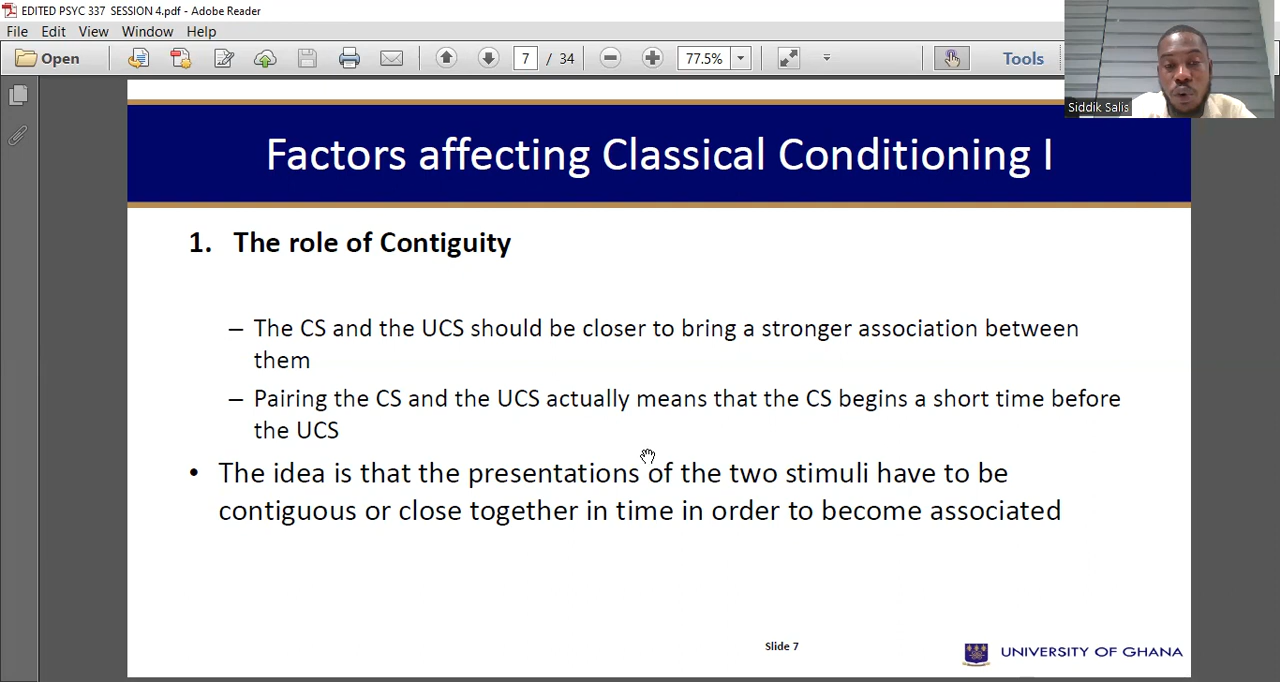 EDITED PSYC 337  SESSION 4.pdf - Adobe Reader
File Edit View Window Help
Open 7 / 34 77.5% Tools
Siddik Salis
Factors affecting Classical Conditioning I
1. The role of Contiguity
– The CS and the UCS should be closer to bring a stronger association between
them
– Pairing the CS and the UCS actually means that the CS begins a short time before
the UCS
• The idea is that the presentations of the two stimuli have to be
contiguous or close together in time in order to become associated
Slide 7
UNIVERSITY OF GHANA